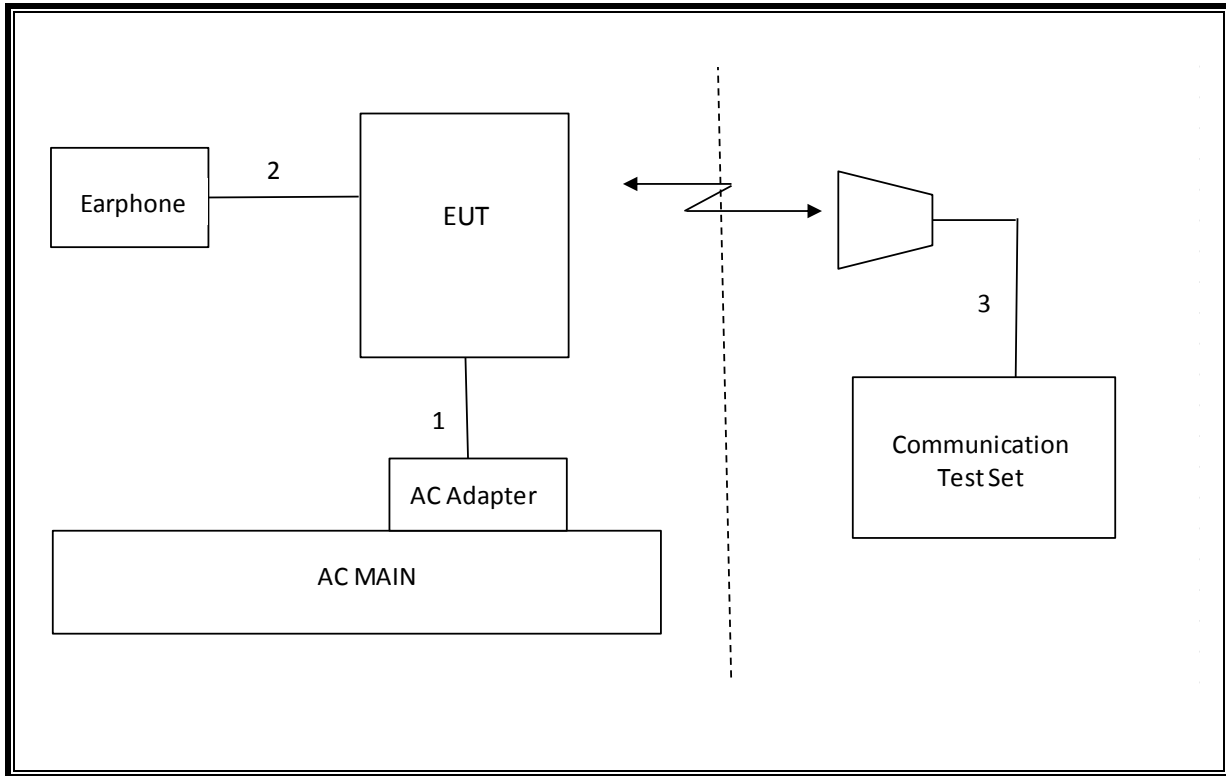 2
Earphone
EUT
3
1
Communication
Test Set
AC Adapter
AC MAIN